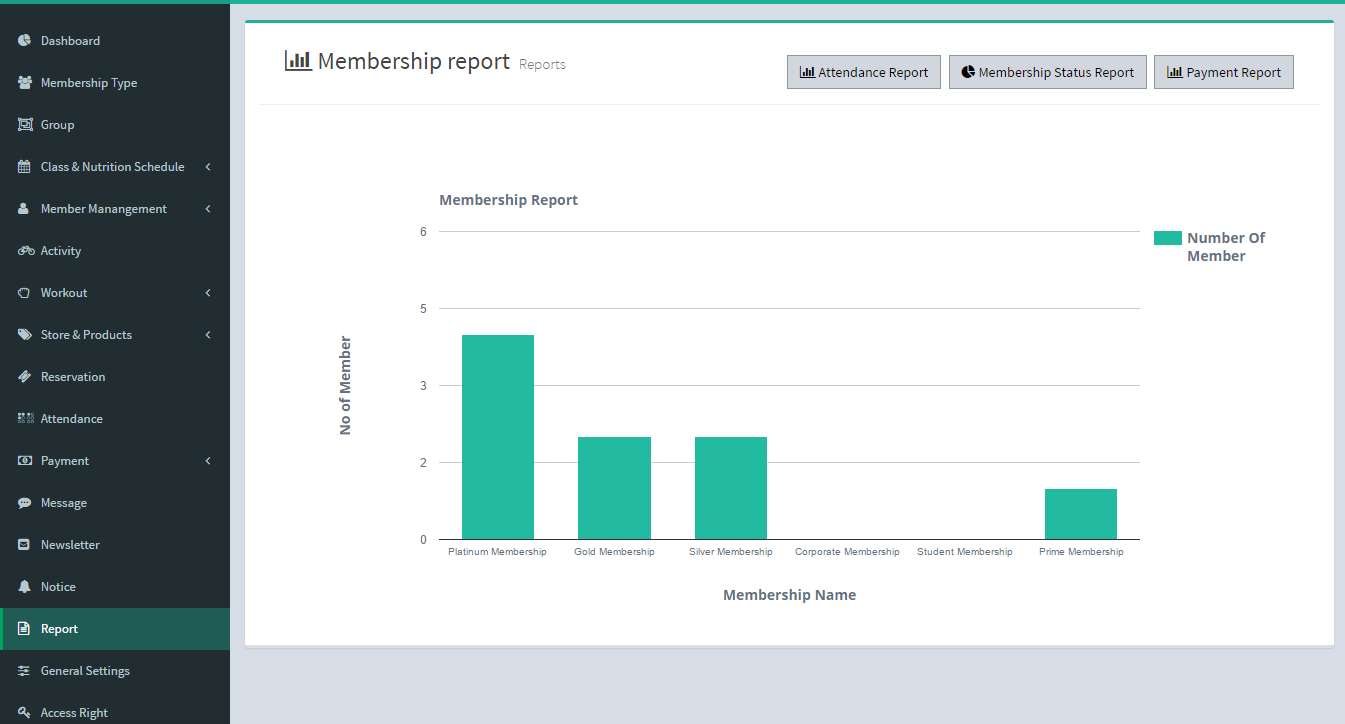 Dashboard
Membership Type
Group
Class & Nutrition Schedule
Member Manangement
Activity
Workout
Store & Products
Reservation
Attendance
Payment
Message
Newsletter
Notice
Report
General Settings
Access Right
Membership report Reports
Attendance Report
Membership Status Report
Payment Report
Membership Report
6
5
3
2
0
No of Member
Platinum Membership
Gold Membership
Silver Membership
Corporate Membership
Student Membership
Prime Membership
Membership Name
Number Of
Member